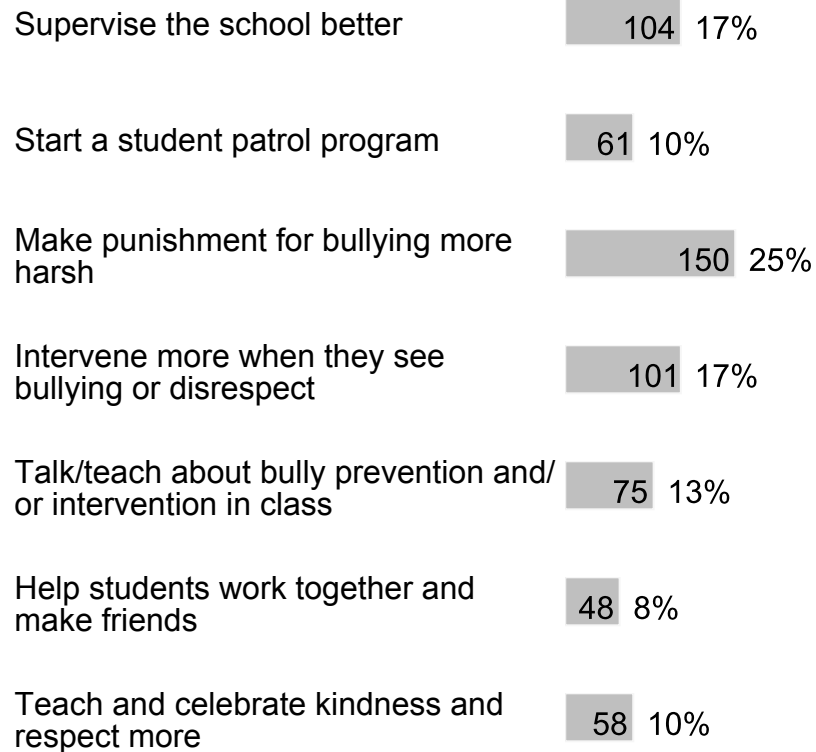 Supervise the school better 104 17%
Start a student patrol program 61 10%
Make punishment for bullying more
harsh 150 25%
Intervene more when they see
bullying or disrespect 101 17%
Talk/teach about bully prevention and/
or intervention in class 75 13%
Help students work together and
make friends 48 8%
Teach and celebrate kindness and
respect more 58 10%